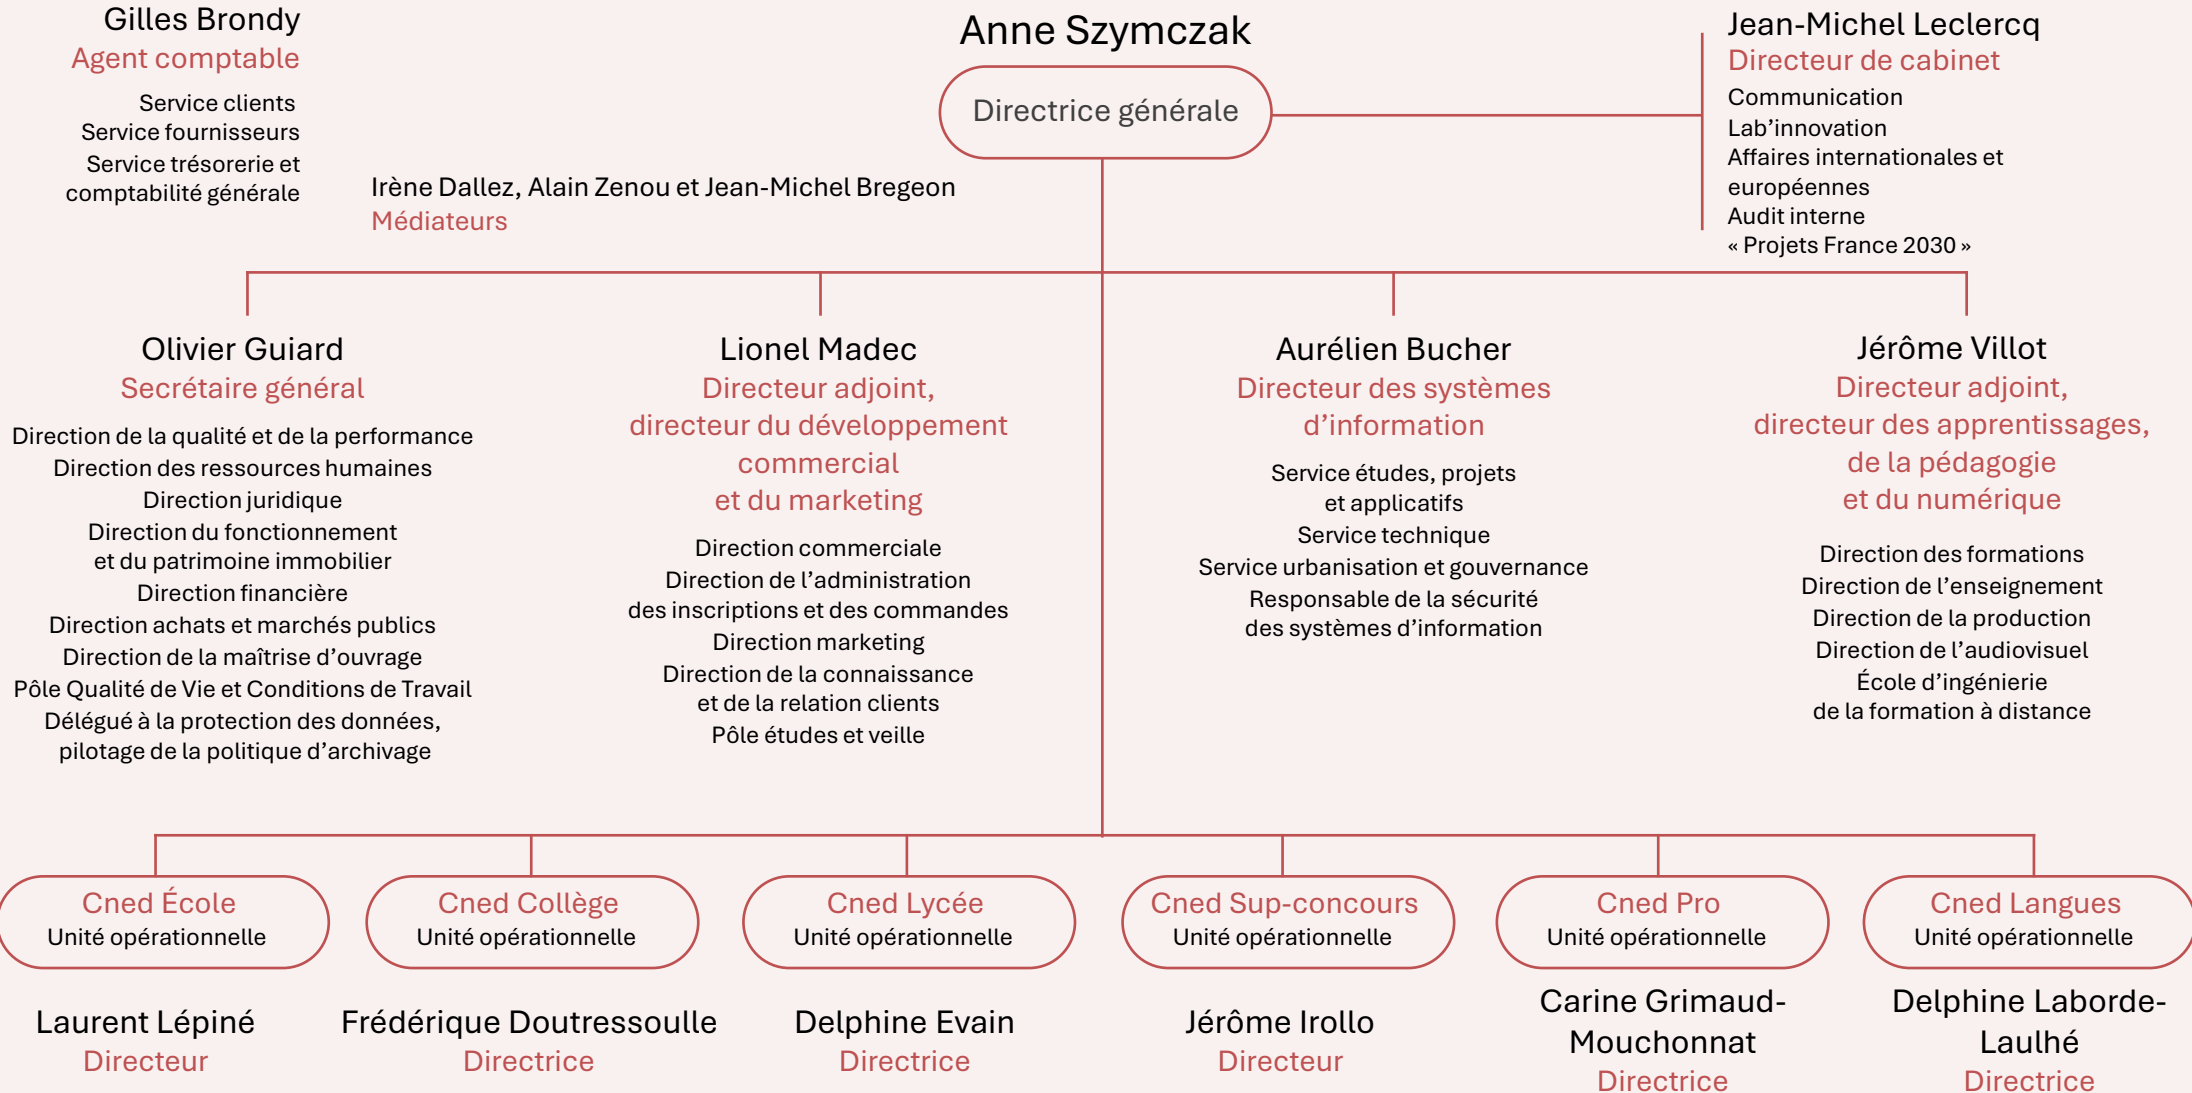 Gilles Brondy
Agent comptable
Service clients
Service fournisseurs
Service trésorerie et
comptabilité générale
Irène Dallez, Alain Zenou et Jean-Michel Bregeon
Médiateurs
Anne Szymczak
Directrice générale
Jean-Michel Leclercq
Directeur de cabinet
Communication
Lab’innovation
Affaires internationales et
européennes
Audit interne
« Projets France 2030 »
Olivier Guiard
Secrétaire général
Direction de la qualité et de la performance
Direction des ressources humaines
Direction juridique
Direction du fonctionnement
et du patrimoine immobilier
Direction financière
Direction achats et marchés publics
Direction de la maîtrise d’ouvrage
Pôle Qualité de Vie et Conditions de Travail
Délégué à la protection des données,
pilotage de la politique d’archivage
Lionel Madec
Directeur adjoint,
directeur du développement
commercial
et du marketing
Direction commerciale
Direction de l’administration
des inscriptions et des commandes
Direction marketing
Direction de la connaissance
et de la relation clients
Pôle études et veille
Aurélien Bucher
Directeur des systèmes
d’information
Service études, projets
et applicatifs
Service technique
Service urbanisation et gouvernance
Responsable de la sécurité
des systèmes d’information
Jérôme Villot
Directeur adjoint,
directeur des apprentissages,
de la pédagogie
et du numérique
Direction des formations
Direction de l’enseignement
Direction de la production
Direction de l’audiovisuel
École d’ingénierie
de la formation à distance
Cned École
Unité opérationnelle
Laurent Lépiné
Directeur
Cned Collège
Unité opérationnelle
Frédérique Doutressoulle
Directrice
Cned Lycée
Unité opérationnelle
Delphine Evain
Directrice
Cned Sup-concours
Unité opérationnelle
Jérôme Irollo
Directeur
Cned Pro
Unité opérationnelle
Carine Grimaud-
Mouchonnat
Directrice
Cned Langues
Unité opérationnelle
Delphine Laborde-
Laulhé
Directrice